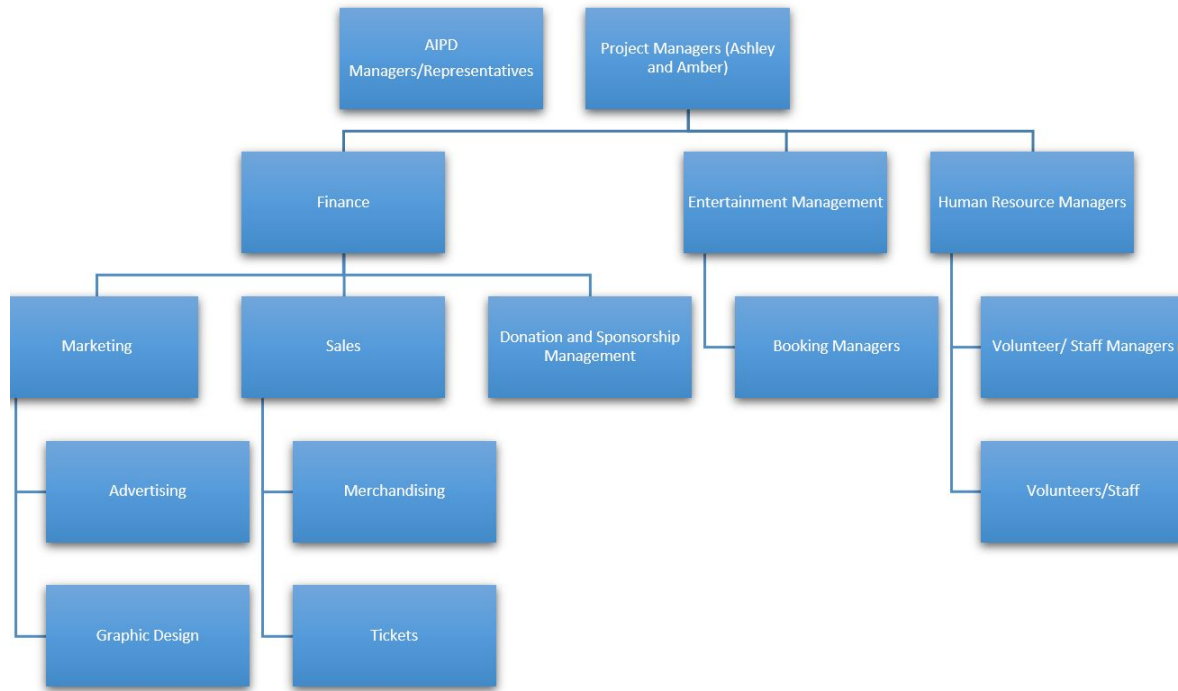 AIPD
Managers/Representatives
Project Managers (Ashley
and Amber)
Finance
Entertainment Management
Human Resource Managers
Marketing
Sales
Donation and Sponsorship
Management
Booking Managers
Volunteer/ Staff Managers
Advertising
Merchandising
Volunteers/Staff
Graphic Design
Tickets